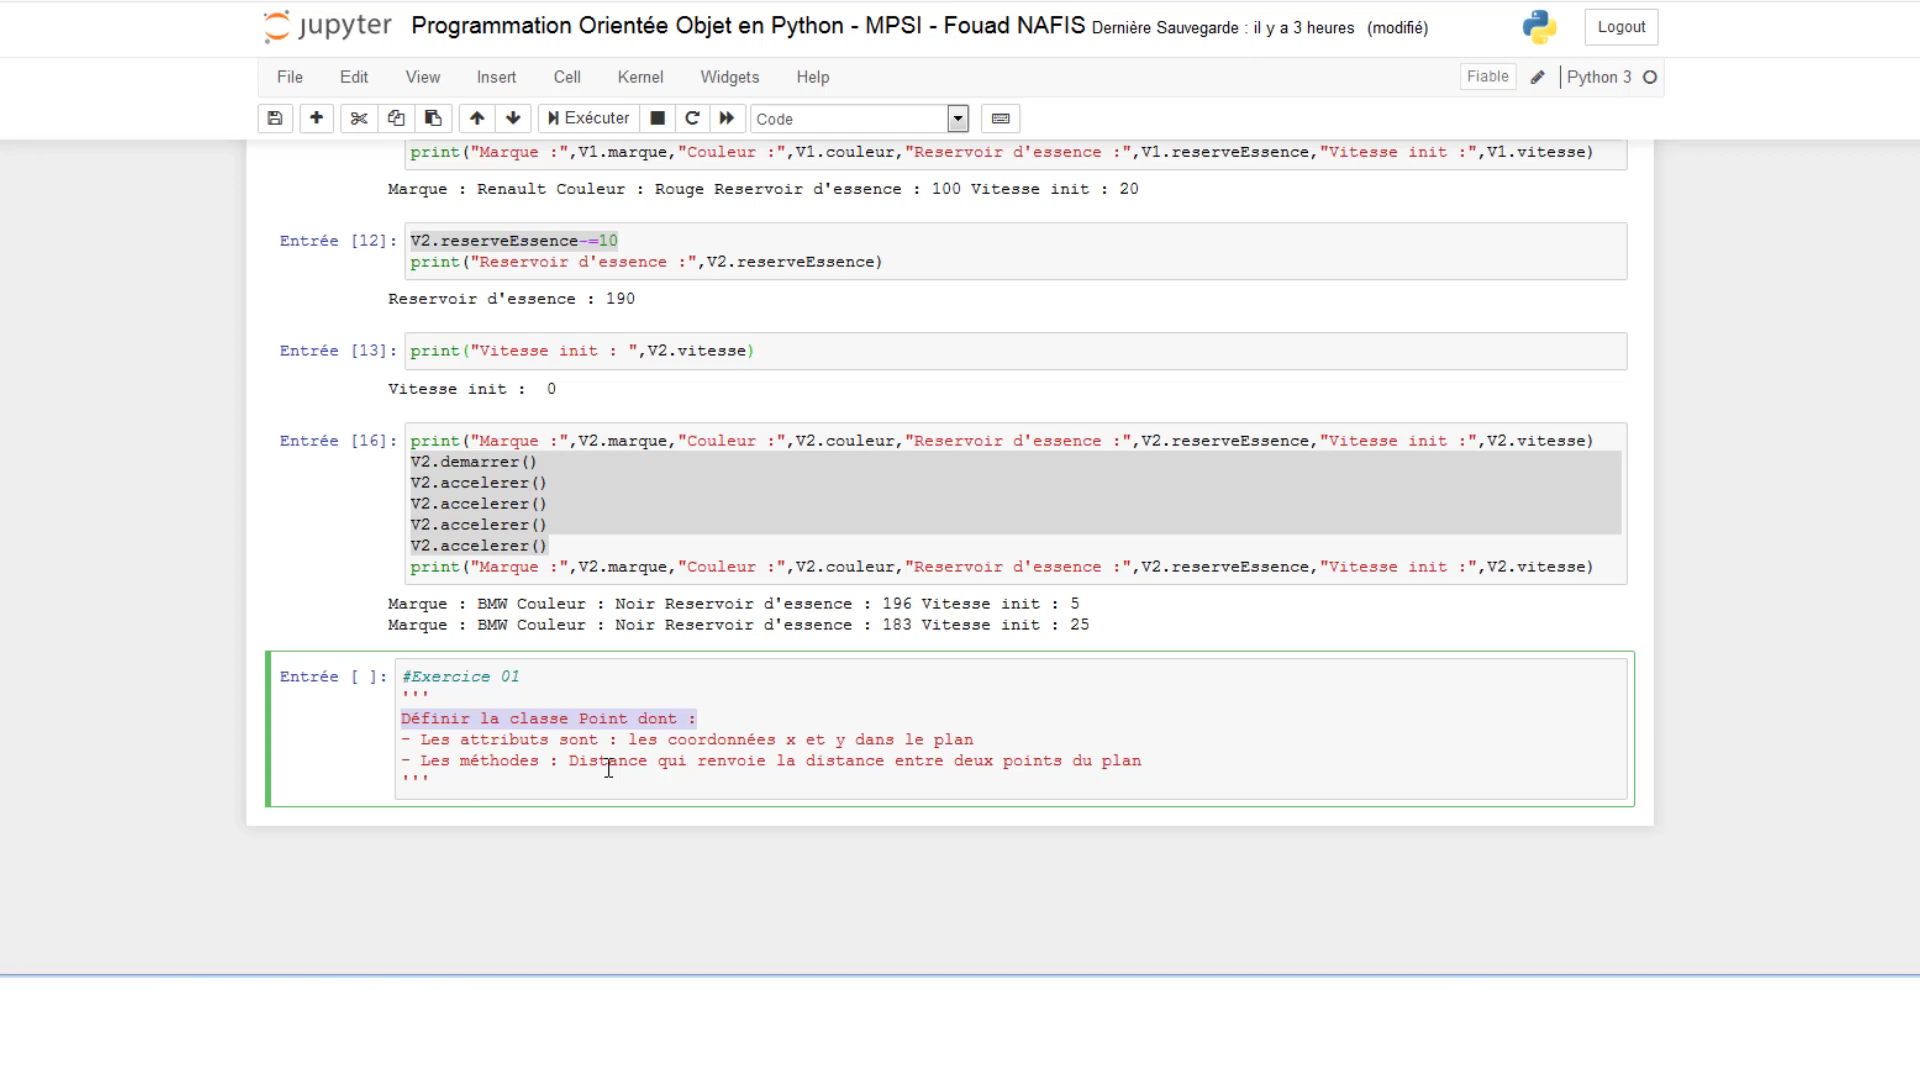 jupyter Programmation Orientée Objet en Python - MPSI - Fouad NAFIS Dernière Sauvegarde : il y a 3 heures (modifié) Logout
File Edit View Insert Cell Kernel Widgets Help Fiable Python 3
Exécuter Code
print("Marque :",V1.marque,"Couleur :",V1.couleur,"Reservoir d'essence :",V1.reserveEssence,"Vitesse init :",V1.vitesse)
Marque : Renault Couleur : Rouge Reservoir d'essence : 100 Vitesse init : 20
Entrée [12]: V2.reserveEssence-=10
print("Reservoir d'essence :",V2.reserveEssence)
Reservoir d'essence : 190
Entrée [13]: print("Vitesse init : ",V2.vitesse)
Vitesse init :  0
Entrée [16]: print("Marque :",V2.marque,"Couleur :",V2.couleur,"Reservoir d'essence :",V2.reserveEssence,"Vitesse init :",V2.vitesse)
V2.demarrer()
V2.accelerer()
V2.accelerer()
V2.accelerer()
V2.accelerer()
print("Marque :",V2.marque,"Couleur :",V2.couleur,"Reservoir d'essence :",V2.reserveEssence,"Vitesse init :",V2.vitesse)
Marque : BMW Couleur : Noir Reservoir d'essence : 196 Vitesse init : 5
Marque : BMW Couleur : Noir Reservoir d'essence : 183 Vitesse init : 25
Entrée [ ]: #Exercice 01
'''
Définir la classe Point dont :
- Les attributs sont : les coordonnées x et y dans le plan
- Les méthodes : Distance qui renvoie la distance entre deux points du plan
'''